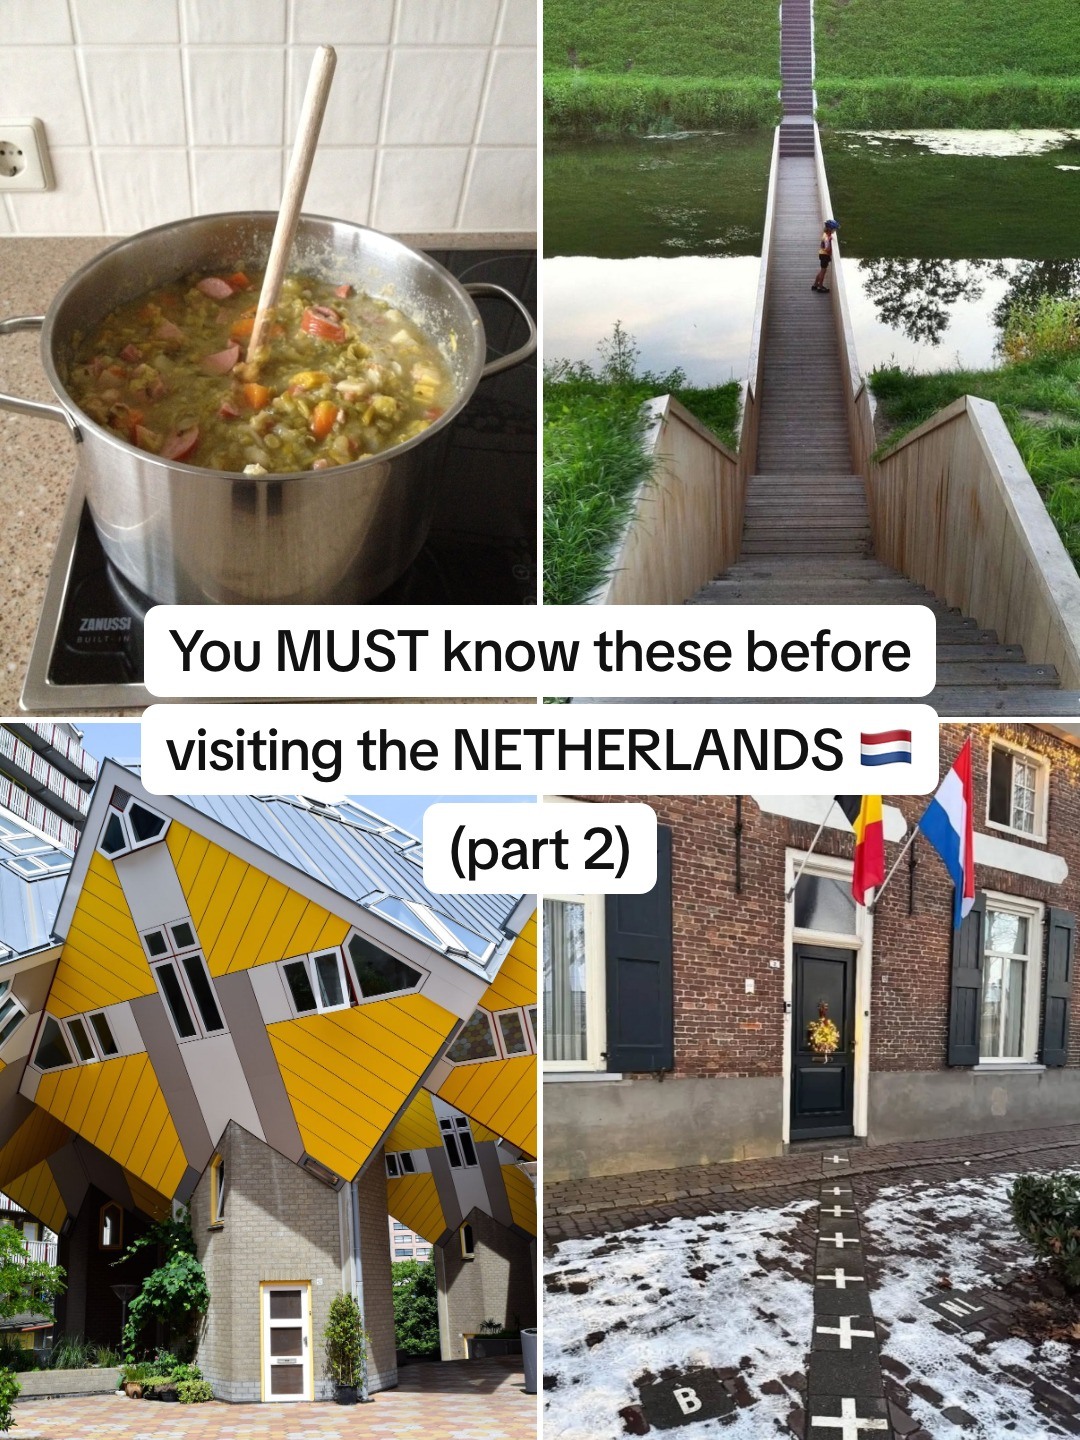 ZANUSSI
BUILT-IN
You MUST know these before
visiting the NETHERLANDS 🇳🇱
(part 2)
NL
B